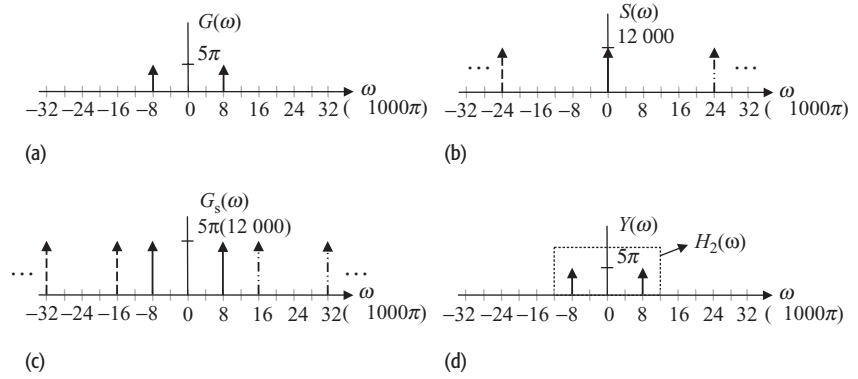 G(ω)
5π
ω
−32 −24 −16 −8 0 8 16 24 32 ( 1000π)
(a)
S(ω)
12 000
... ...
ω
−32 −24 −16 −8 0 8 16 24 32 ( 1000π)
(b)
Gs(ω)
5π(12 000)
... ...
ω
−32 −24 −16 −8 0 8 16 24 32 ( 1000π)
(c)
Y(ω)
H2(ω)
5π
ω
−32 −24 −16 −8 0 8 16 24 32 ( 1000π)
(d)